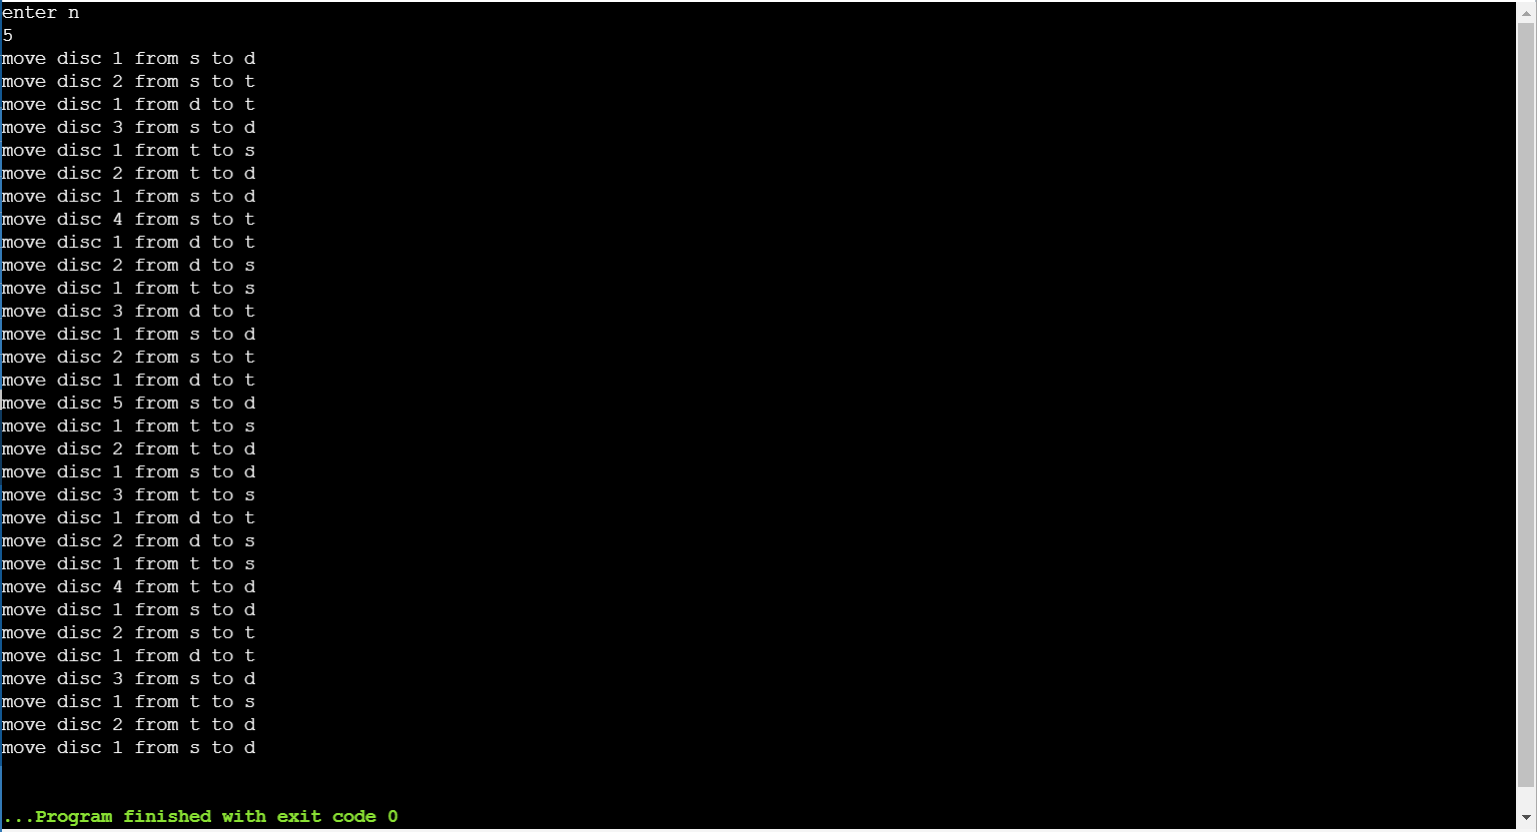 enter n
5
move disc 1 from s to d
move disc 2 from s to t
move disc 1 from d to t
move disc 3 from s to d
move disc 1 from t to s
move disc 2 from t to d
move disc 1 from s to d
move disc 4 from s to t
move disc 1 from d to t
move disc 2 from d to s
move disc 1 from t to s
move disc 3 from d to t
move disc 1 from s to d
move disc 2 from s to t
move disc 1 from d to t
move disc 5 from s to d
move disc 1 from t to s
move disc 2 from t to d
move disc 1 from s to d
move disc 3 from t to s
move disc 1 from d to t
move disc 2 from d to s
move disc 1 from t to s
move disc 4 from t to d
move disc 1 from s to d
move disc 2 from s to t
move disc 1 from d to t
move disc 3 from s to d
move disc 1 from t to s
move disc 2 from t to d
move disc 1 from s to d
...Program finished with exit code 0